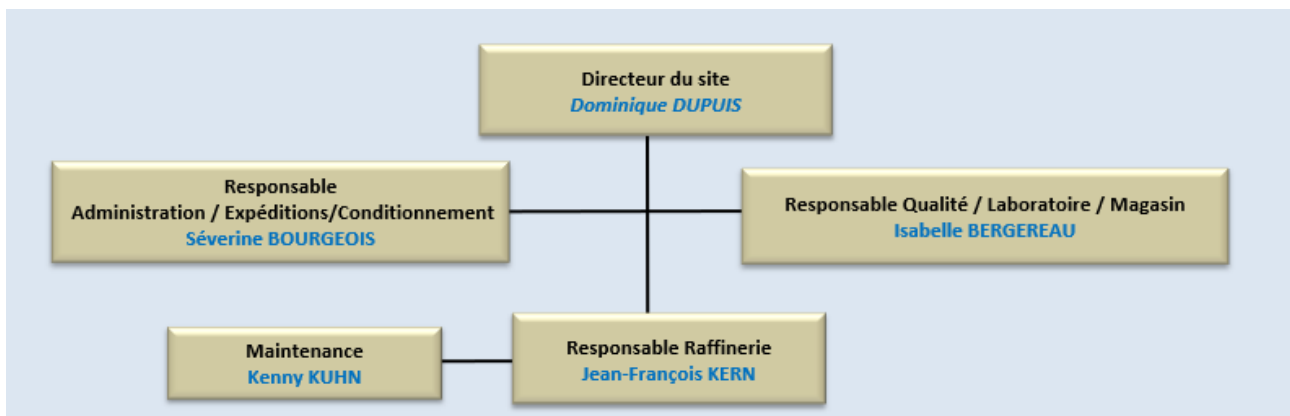 Directeur du site
Dominique DUPUIS
Responsable
Administration / Expéditions/Conditionnement
Séverine BOURGEOIS
Responsable Qualité / Laboratoire / Magasin
Isabelle BERGEREAU
Maintenance
Kenny KUHN
Responsable Raffinerie
Jean-François KERN